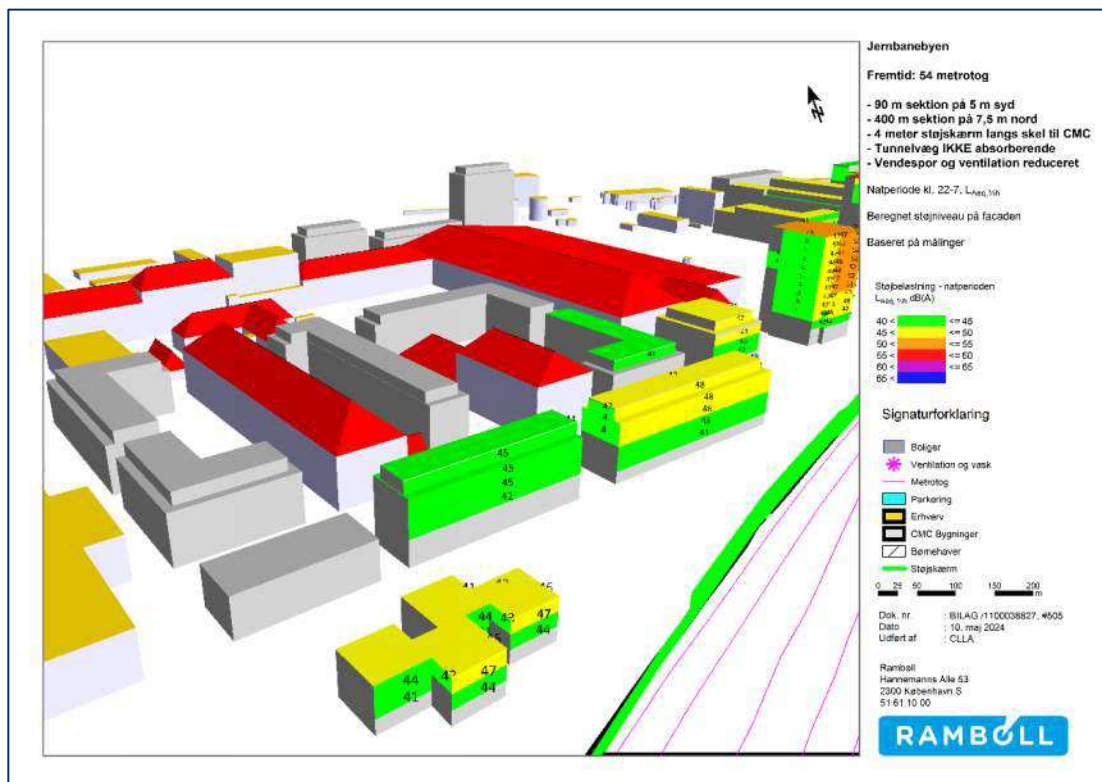 Jernbanebyen
Fremtid: 54 metrotog
- 90 m sektion på 5 m syd
- 400 m sektion på 7,5 m nord
- 4 meter støjskærm langs skel til CMC
- Tunnelvæg IKKE absorberende
- Vendespor og ventilation reduceret
Natperiode kl. 22-7, LAeq,½h
Beregnet støjniveau på facaden
Baseret på målinger
Støjbelastning - natperioden
LAeq, ½h dB(A)
40 < <= 45
45 < <= 50
50 < <= 55
55 < <= 60
60 < <= 65
65 <
Signaturforklaring
Boliger
Ventilation og vask
Metrotog
Parkering
Erhverv
CMC Bygninger
Børnehaver
Støjskærm
0 25 50 100 150 200
m
Dok. nr. : BILAG /1100038827, #505
Dato : 10. maj 2024
Udført af : CLLA
Rambøll
Hannemanns Alle 53
2300 København S
51 61 10 00
RAMBOLL
48
48
46
41
45
45
45
42
47
44
44
41
47
44